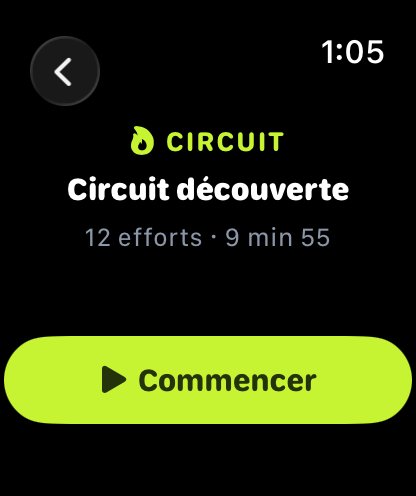 1:05
CIRCUIT
Circuit découverte
12 efforts · 9 min 55
Commencer